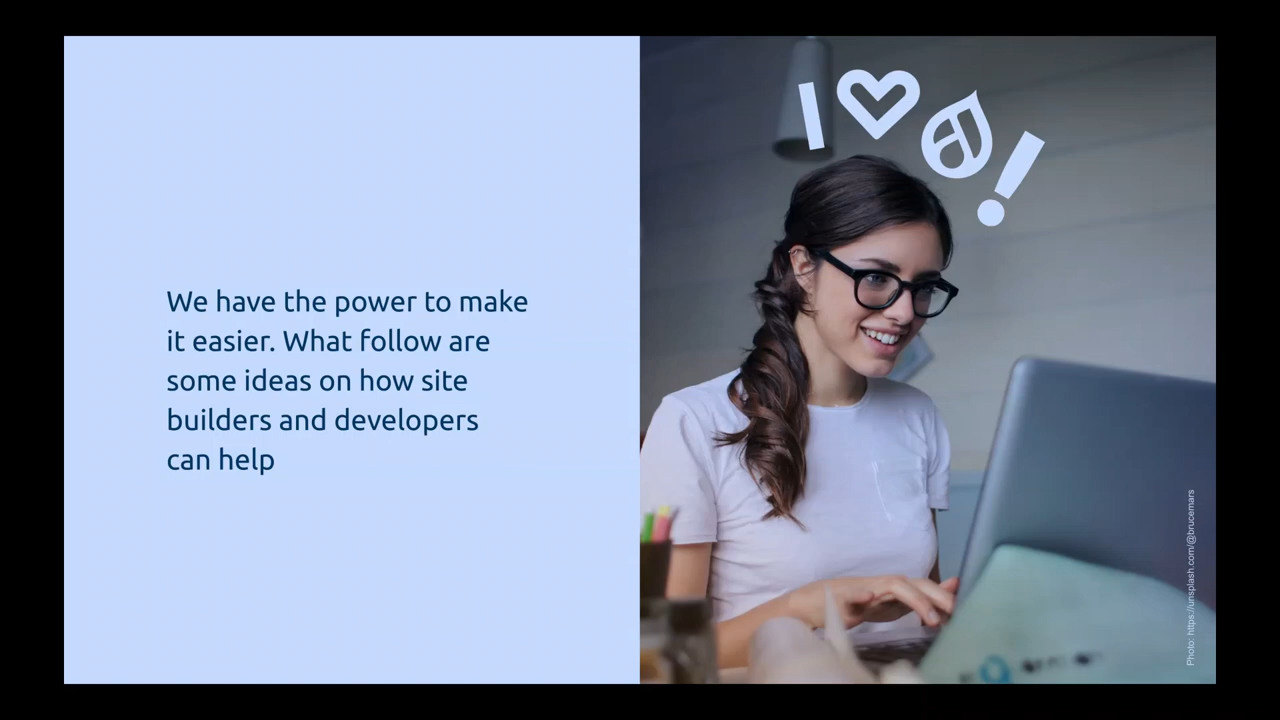 We have the power to make
it easier. What follow are
some ideas on how site
builders and developers
can help
I !
Photo: https://unsplash.com/@brucemars